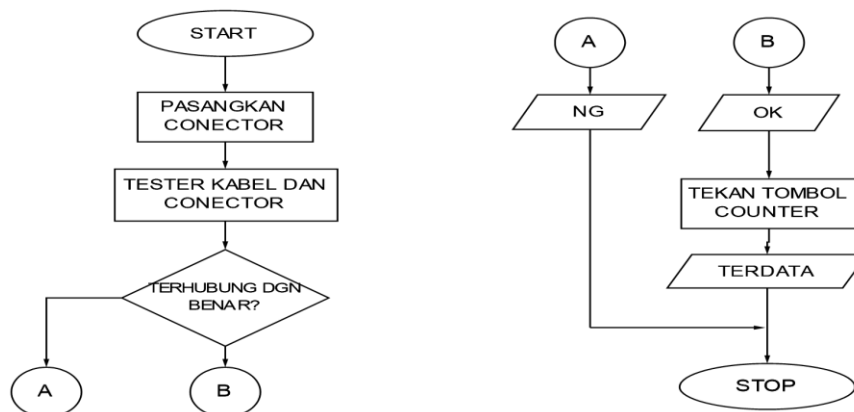 START
PASANGKAN
CONECTOR
TESTER KABEL DAN
CONECTOR
TERHUBUNG DGN
BENAR?
A
B
A
B
NG
OK
TEKAN TOMBOL
COUNTER
TERDATA
STOP